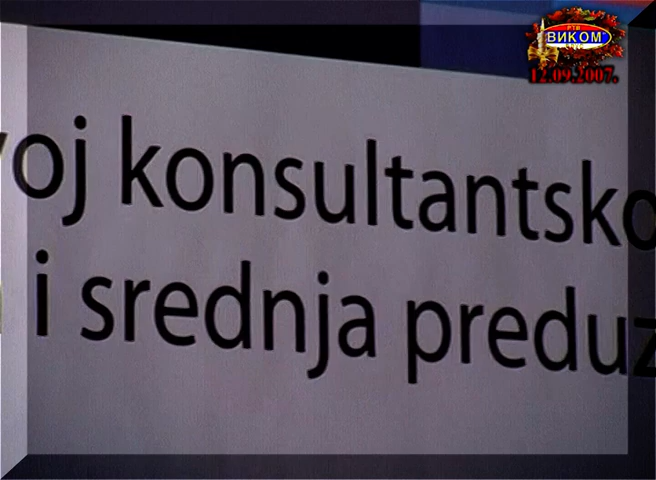 РТВ
ВИКОМ
12.09.2007.
voj konsultantsko
i srednja preduz